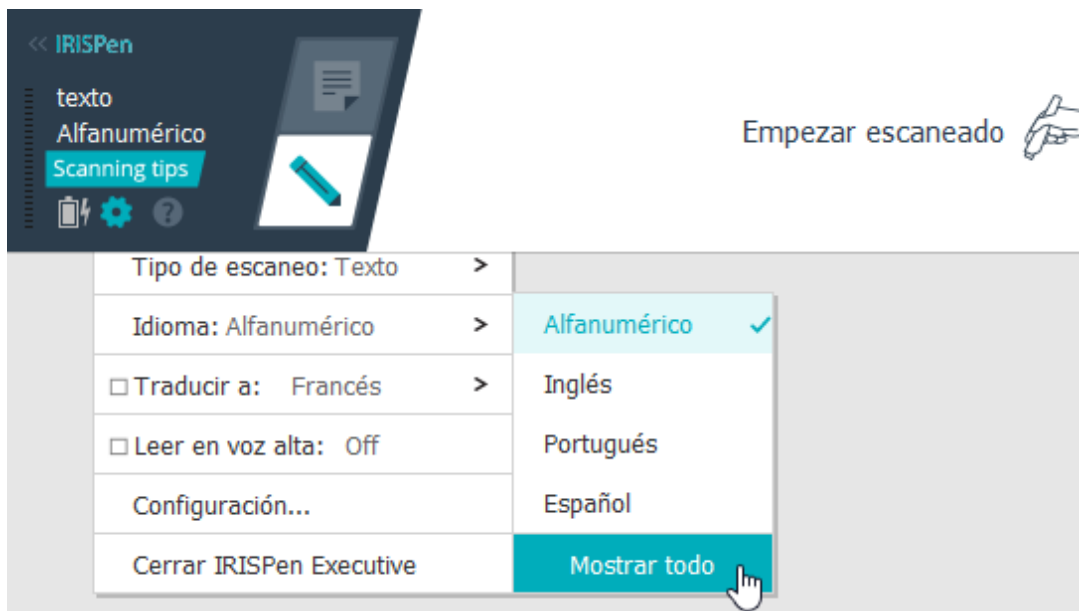 << IRISPen
texto
Alfanumérico
Scanning tips
?
Empezar escaneado
Tipo de escaneo: Texto >
Idioma: Alfanumérico >
Traducir a: Francés >
Leer en voz alta: Off
Configuración...
Cerrar IRISPen Executive
Alfanumérico
Inglés
Portugués
Español
Mostrar todo